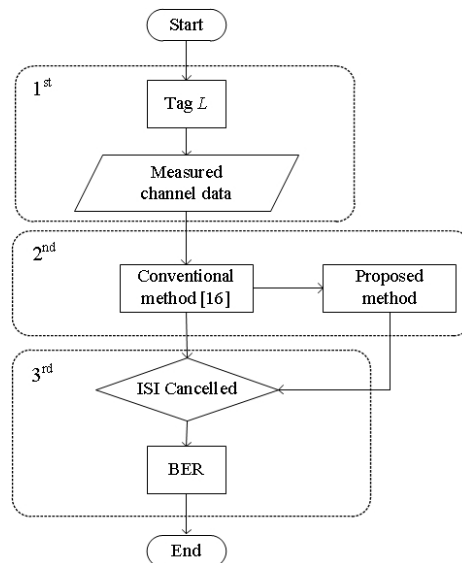 Start
1st
Tag L
Measured
channel data
2nd
Conventional
method [16]
Proposed
method
3rd
ISI Cancelled
BER
End